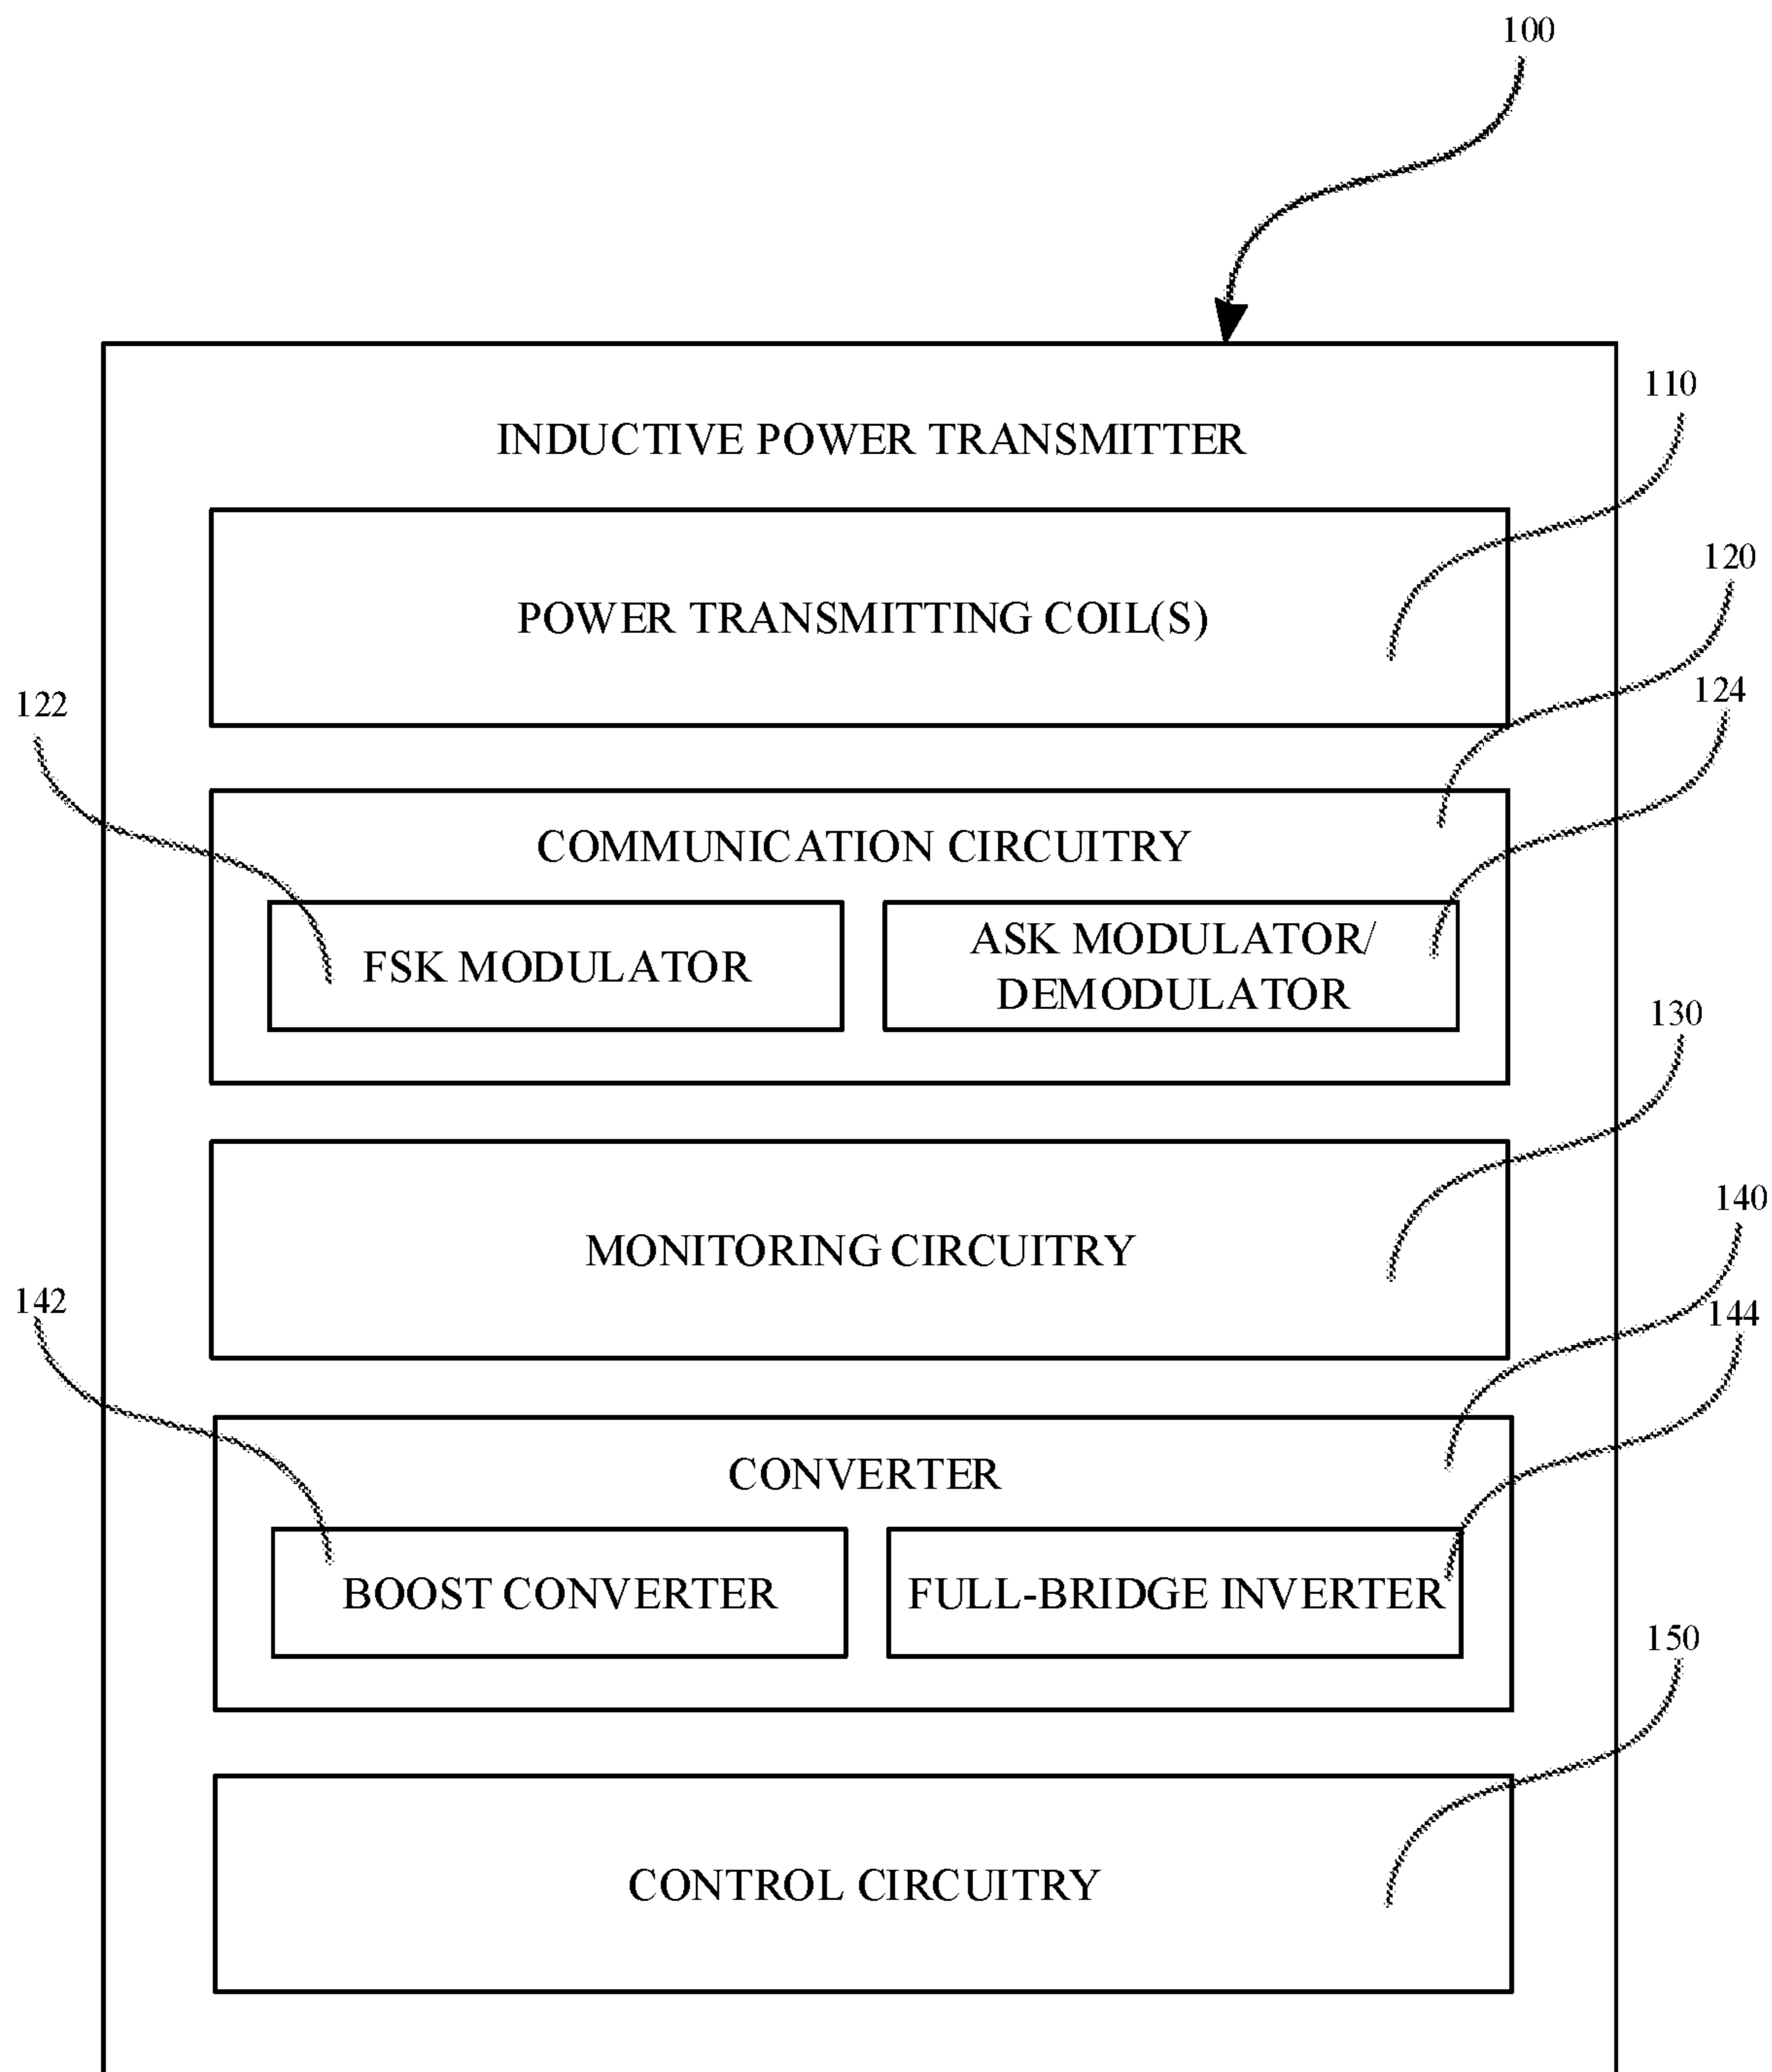 100
INDUCTIVE POWER TRANSMITTER
110
POWER TRANSMITTING COIL(S)
120
122
124
COMMUNICATION CIRCUITRY
FSK MODULATOR
ASK MODULATOR/
DEMODULATOR
130
MONITORING CIRCUITRY
140
142
144
CONVERTER
BOOST CONVERTER
FULL-BRIDGE INVERTER
150
CONTROL CIRCUITRY